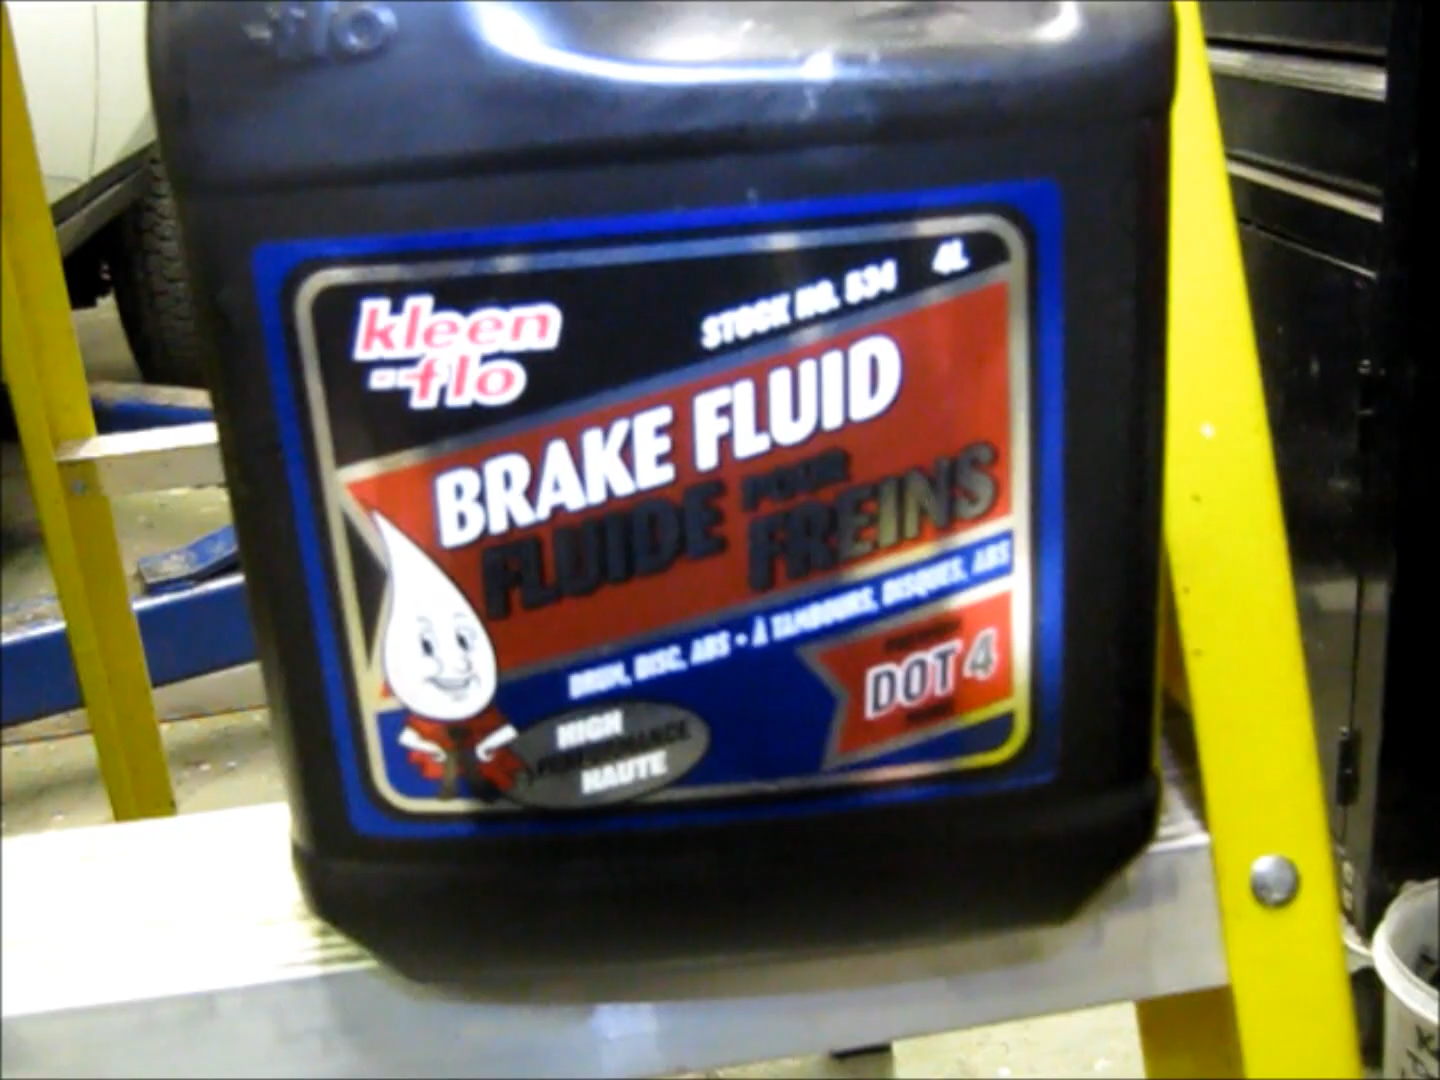 kleen
-flo
STOCK NO. 834 4L
BRAKE FLUID
FLUIDE POUR
FREINS
DRUM, DISC, ABS • À TAMBOURS, DISQUES, ABS
DOT 4
HIGH
PERFORMANCE
HAUTE